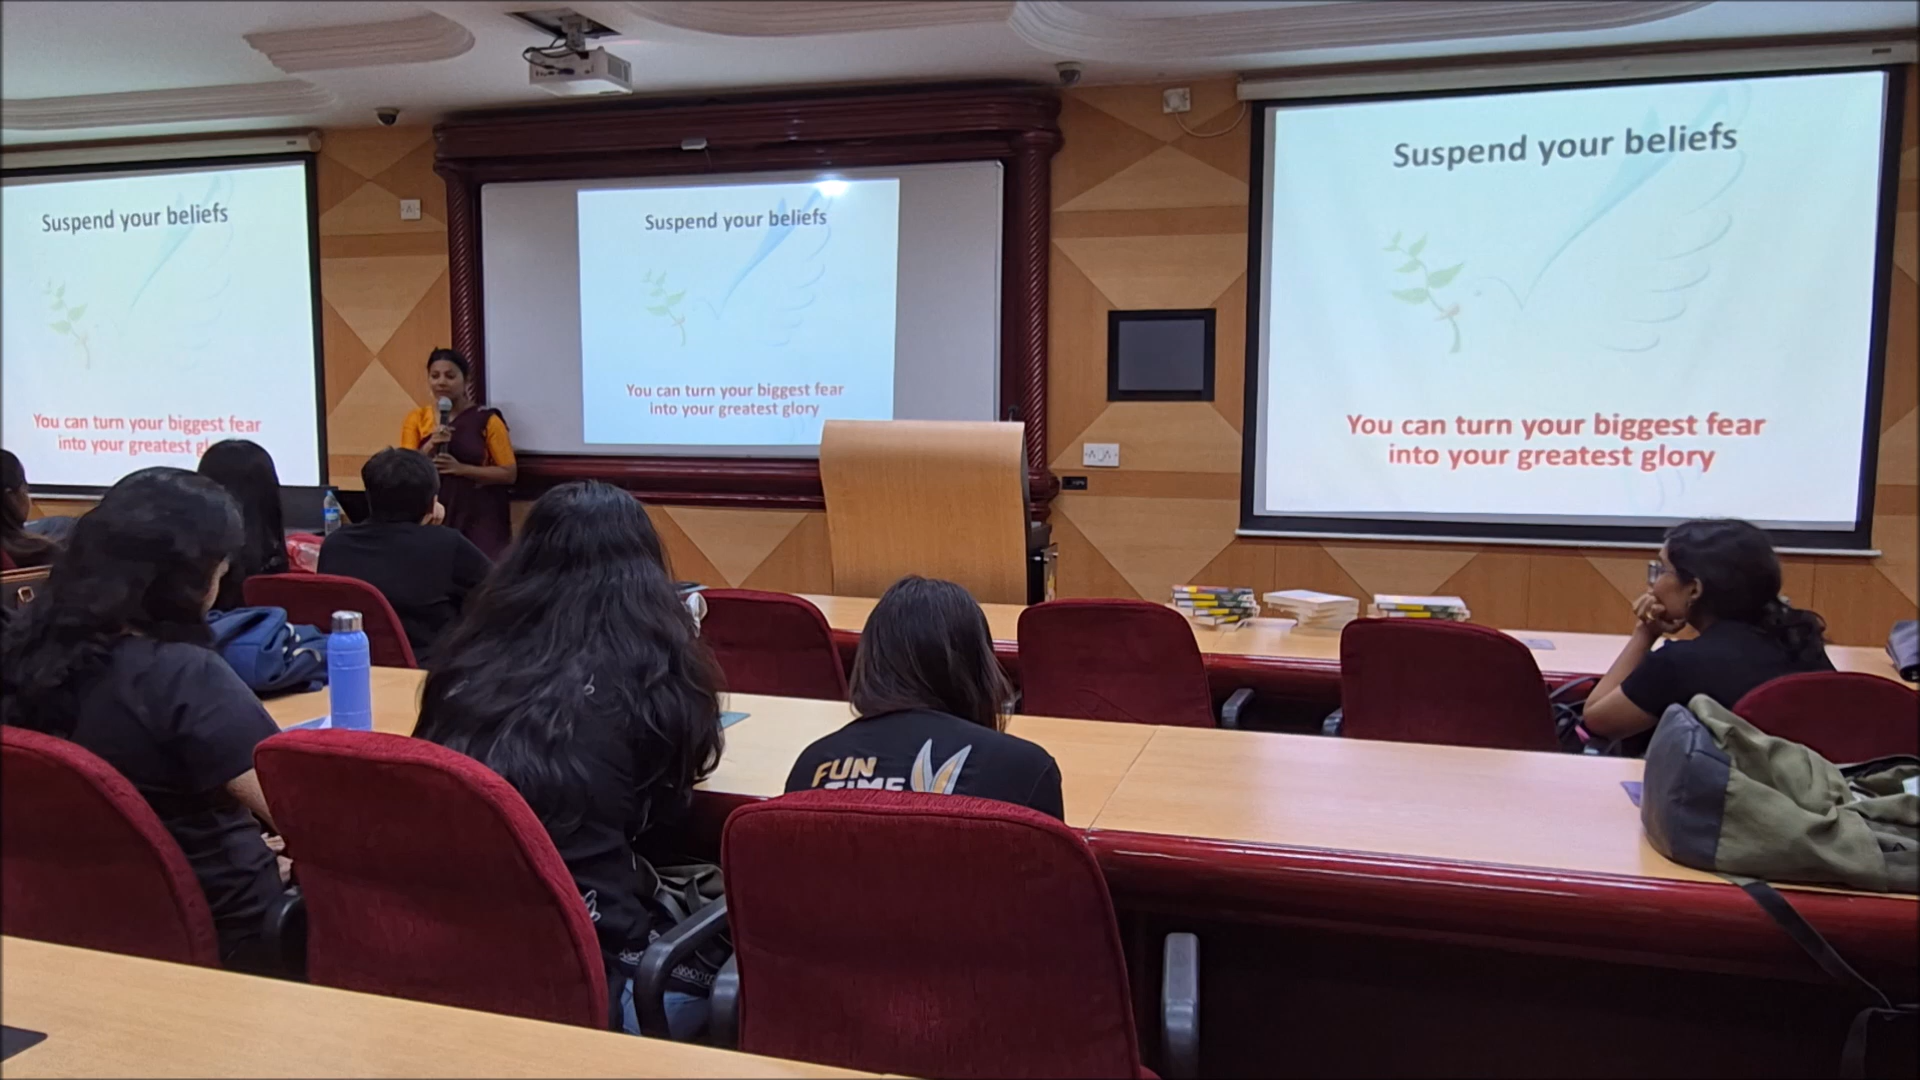 Suspend your beliefs
You can turn your biggest fear
into your greatest
Suspend your beliefs
You can turn your biggest fear
into your greatest glory
Suspend your beliefs
You can turn your biggest fear
into your greatest glory
FUN
TIME